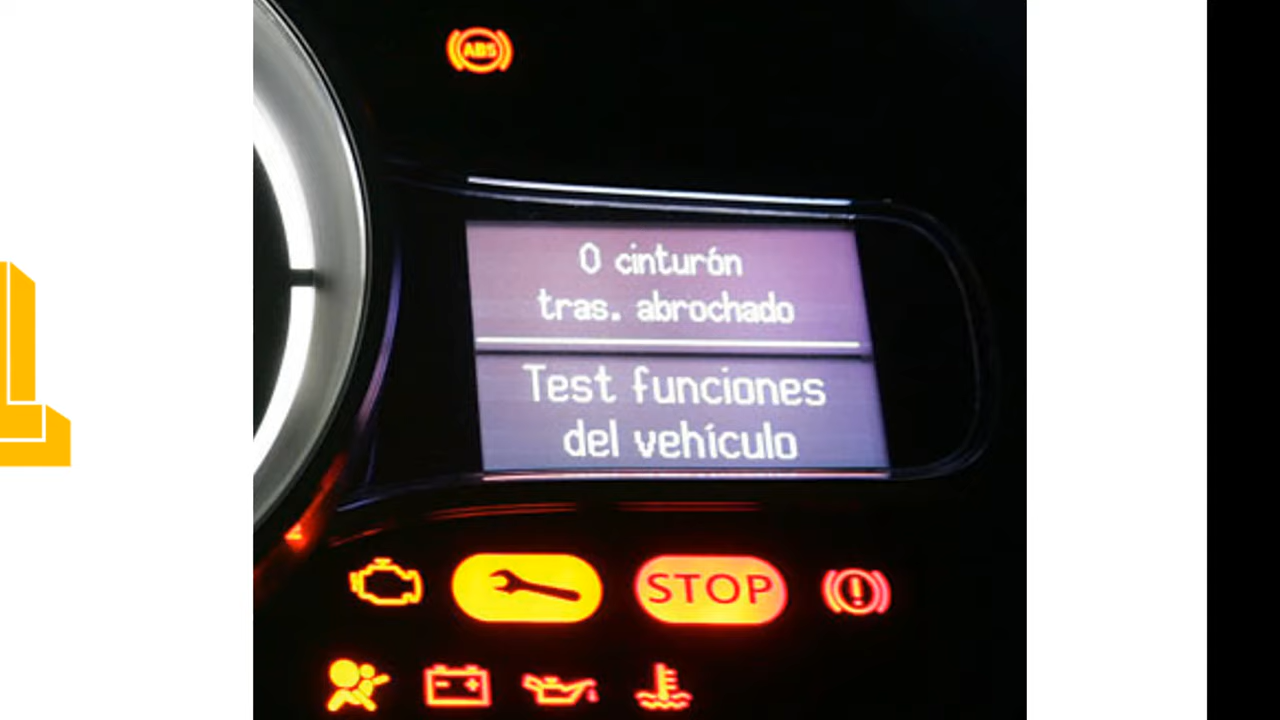 ABS
0 cinturón
tras. abrochado
Test funciones
del vehículo
STOP